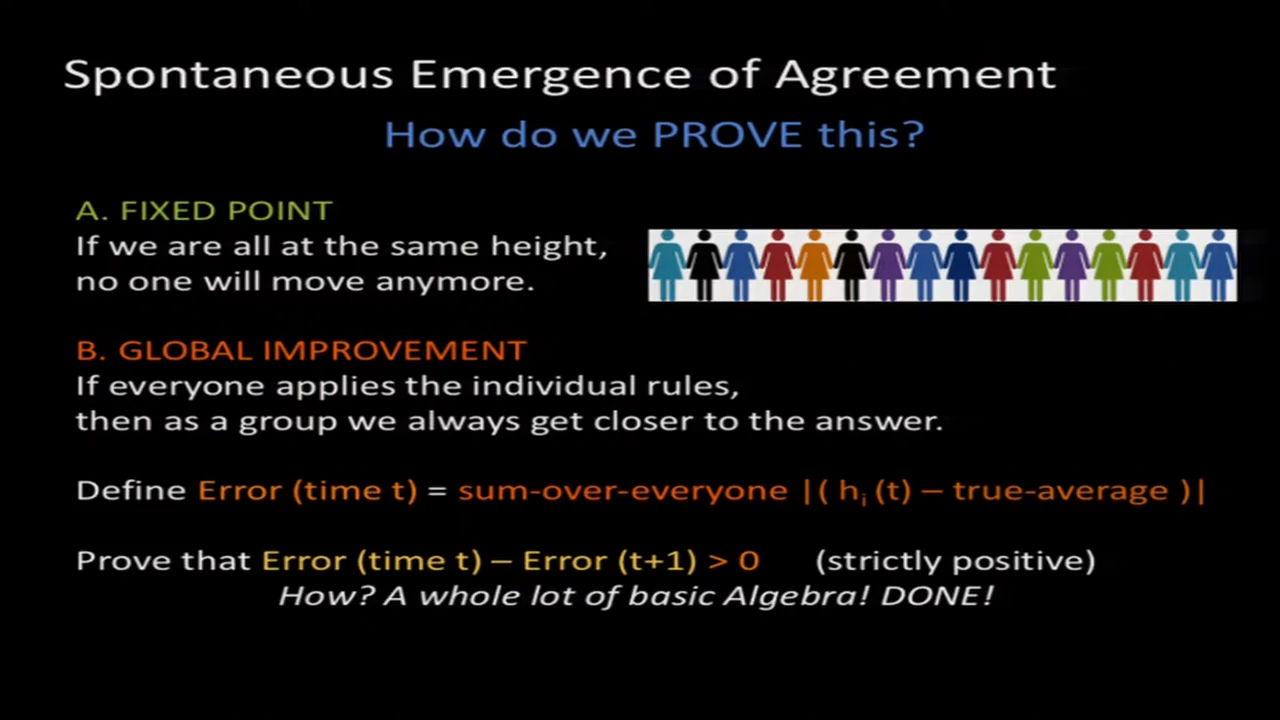 Spontaneous Emergence of Agreement
How do we PROVE this?
A. FIXED POINT
If we are all at the same height,
no one will move anymore.
B. GLOBAL IMPROVEMENT
If everyone applies the individual rules,
then as a group we always get closer to the answer.
Define Error (time t) = sum-over-everyone |( hᵢ (t) – true-average )|
Prove that Error (time t) – Error (t+1) > 0 (strictly positive)
How? A whole lot of basic Algebra! DONE!